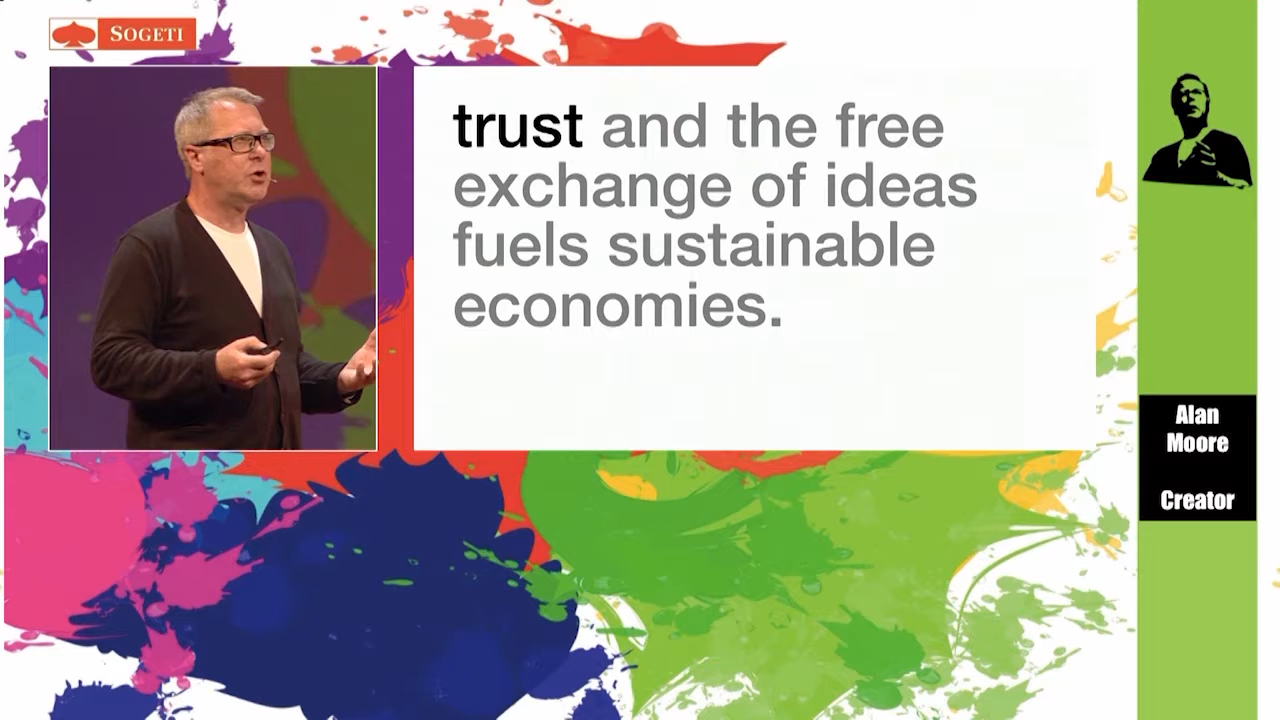 SOGETI
trust and the free
exchange of ideas
fuels sustainable
economies.
Alan
Moore
Creator